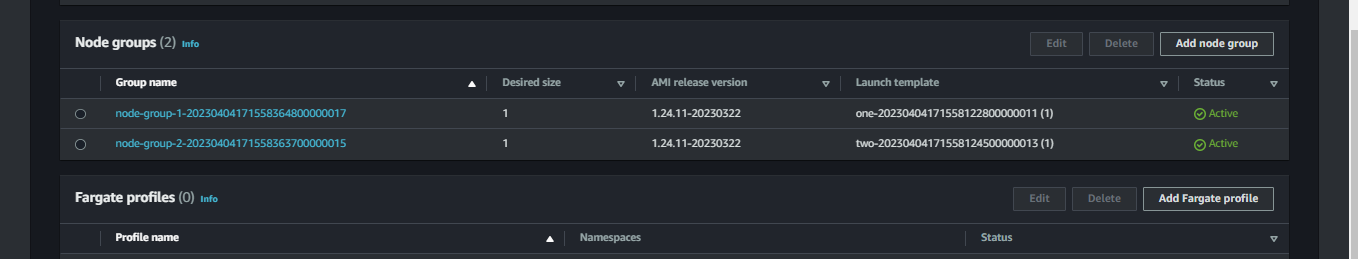 Node groups (2) Info
Edit Delete Add node group
Group name Desired size AMI release version Launch template Status
node-group-1-20230404171558364800000017 1 1.24.11-20230322 one-20230404171558122800000011 (1) Active
node-group-2-20230404171558363700000015 1 1.24.11-20230322 two-20230404171558124500000013 (1) Active
Fargate profiles (0) Info
Edit Delete Add Fargate profile
Profile name Namespaces Status